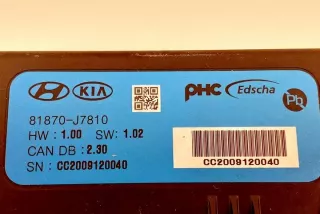 KIA
PHC Edscha
Pb
81870-J7810
HW : 1.00 SW : 1.02
CAN DB : 2.30
SN : CC2009120040
CC2009120040